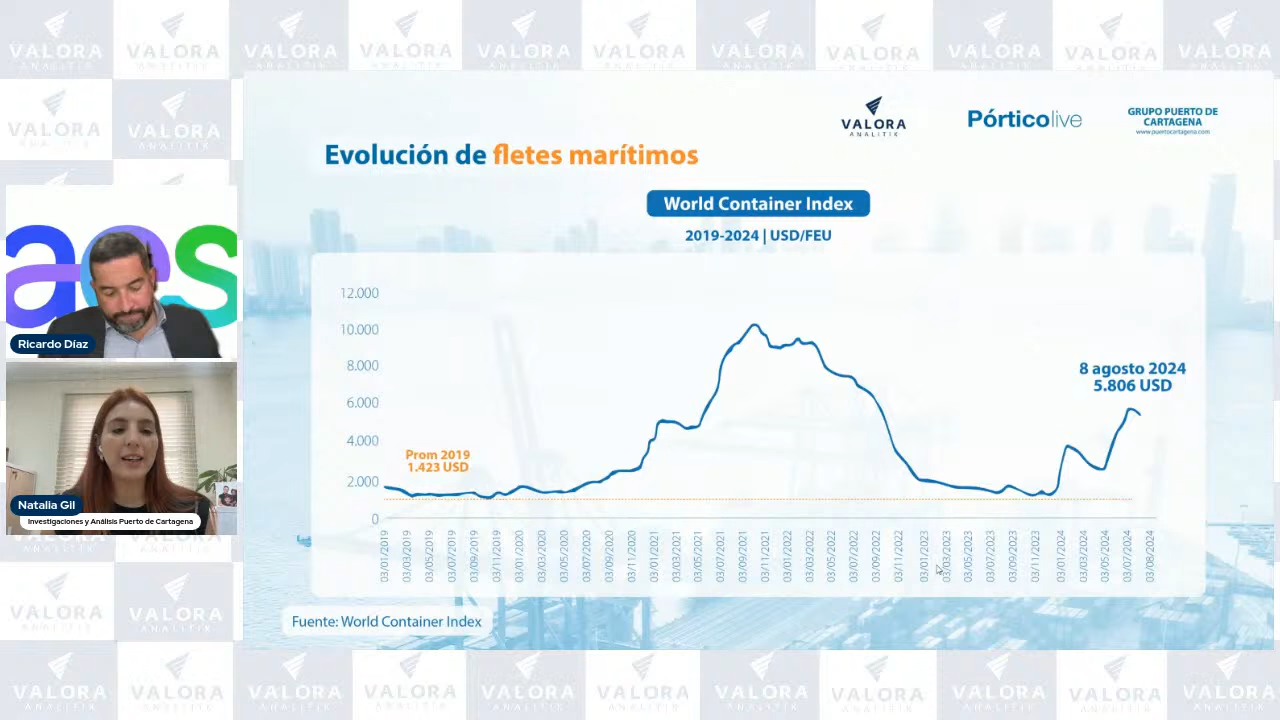 VALORA
ANALITIK
Pórticolive
GRUPO PUERTO DE
CARTAGENA
www.puertocartagena.com
Evolución de fletes marítimos
World Container Index
2019-2024 | USD/FEU
12.000
10.000
8.000
6.000
4.000
2.000
0
Prom 2019
1.423 USD
8 agosto 2024
5.806 USD
03/01/2019
03/03/2019
03/05/2019
03/07/2019
03/09/2019
03/11/2019
03/01/2020
03/03/2020
03/05/2020
03/07/2020
03/09/2020
03/11/2020
03/01/2021
03/03/2021
03/05/2021
03/07/2021
03/09/2021
03/11/2021
03/01/2022
03/03/2022
03/05/2022
03/07/2022
03/09/2022
03/11/2022
03/01/2023
03/03/2023
03/05/2023
03/07/2023
03/09/2023
03/11/2023
03/01/2024
03/03/2024
03/05/2024
03/07/2024
03/08/2024
Fuente: World Container Index
aes
Ricardo Díaz
Natalia Gil
Investigaciones y Análisis Puerto de Cartagena